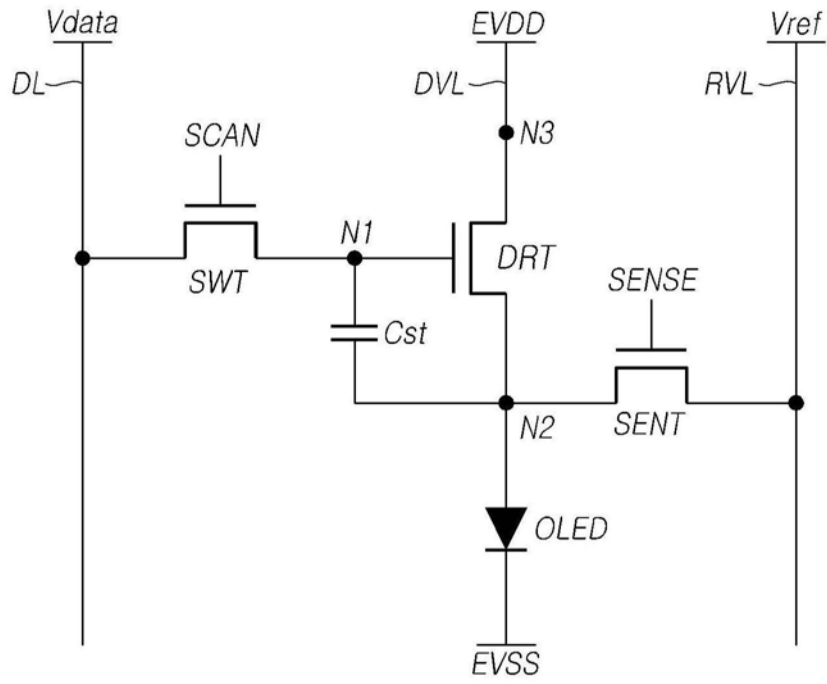 Vdata
EVDD
Vref
DL
DVL
RVL
N3
SCAN
N1
DRT
SWT
SENSE
Cst
N2
SENT
OLED
EVSS